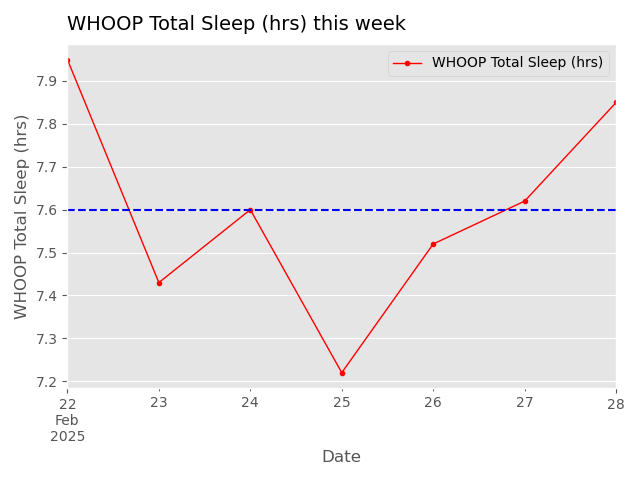 WHOOP Total Sleep (hrs) this week
WHOOP Total Sleep (hrs)
WHOOP Total Sleep (hrs)
7.9
7.8
7.7
7.6
7.5
7.4
7.3
7.2
22 23 24 25 26 27 28
Feb
2025
Date